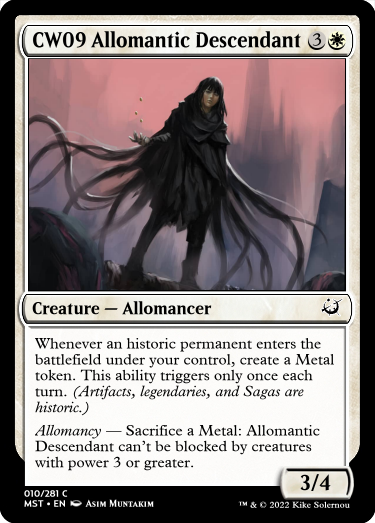 CW09 Allomantic Descendant 3
Creature — Allomancer
Whenever an historic permanent enters the
battlefield under your control, create a Metal
token. This ability triggers only once each
turn. (Artifacts, legendaries, and Sagas are
historic.)
Allomancy — Sacrifice a Metal: Allomantic
Descendant can't be blocked by creatures
with power 3 or greater.
3/4
010/281 C
MST • EN Asim Muntakim
™ & © 2022 Kike Solernou